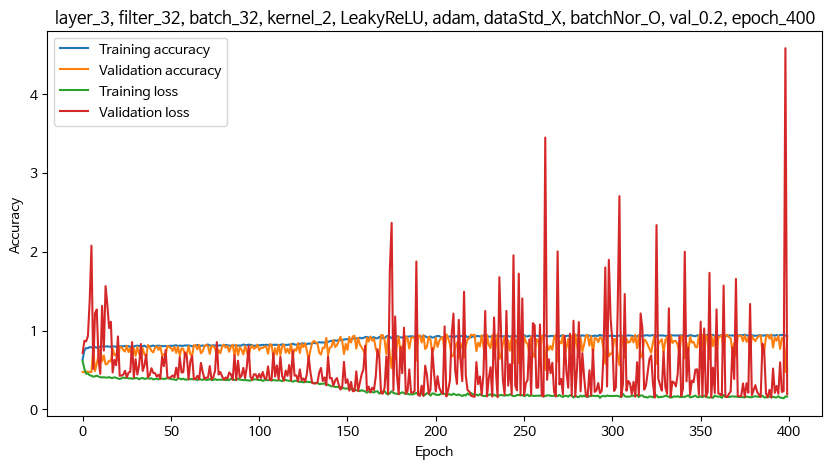 layer_3, filter_32, batch_32, kernel_2, LeakyReLU, adam, dataStd_X, batchNor_O, val_0.2, epoch_400
Training accuracy
Validation accuracy
Training loss
Validation loss
4
3
2
1
0
Accuracy
0
50
100
150
200
250
300
350
400
Epoch